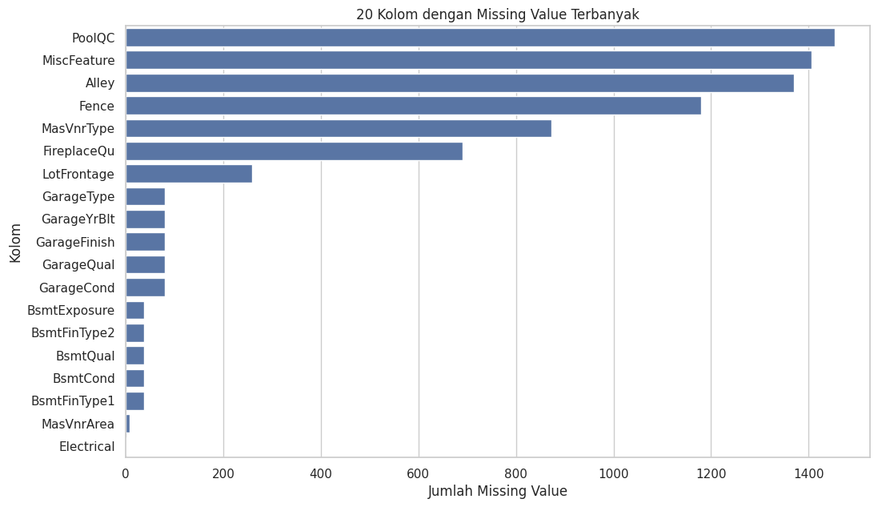 20 Kolom dengan Missing Value Terbanyak
Kolom
PoolQC
MiscFeature
Alley
Fence
MasVnrType
FireplaceQu
LotFrontage
GarageType
GarageYrBlt
GarageFinish
GarageQual
GarageCond
BsmtExposure
BsmtFinType2
BsmtQual
BsmtCond
BsmtFinType1
MasVnrArea
Electrical
0 200 400 600 800 1000 1200 1400
Jumlah Missing Value